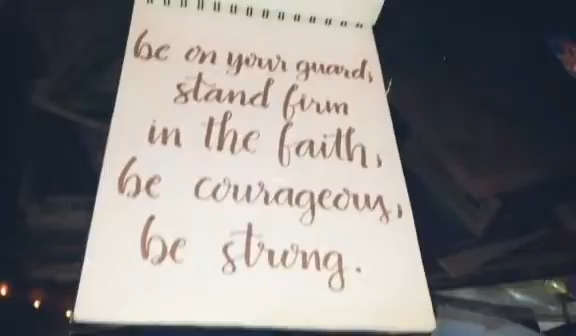 be on your guard,
stand firm
in the faith,
be courageous,
be strong.